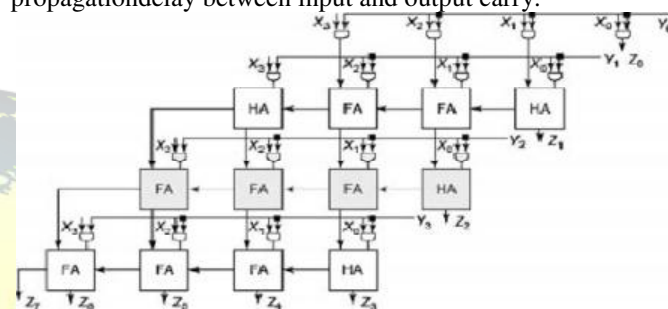 propagationdelay between input and output carry.
X₃ X₂ X₁ X₀
X₃ X₂ X₁ X₀ Y₁ Z₀
HA FA FA HA
X₃ X₂ X₁ X₀ Y₂ Z₁
FA FA FA HA
X₃ X₂ X₁ X₀ Y₃ Z₂
FA FA FA HA
Z₇ Z₆ Z₅ Z₄ Z₃